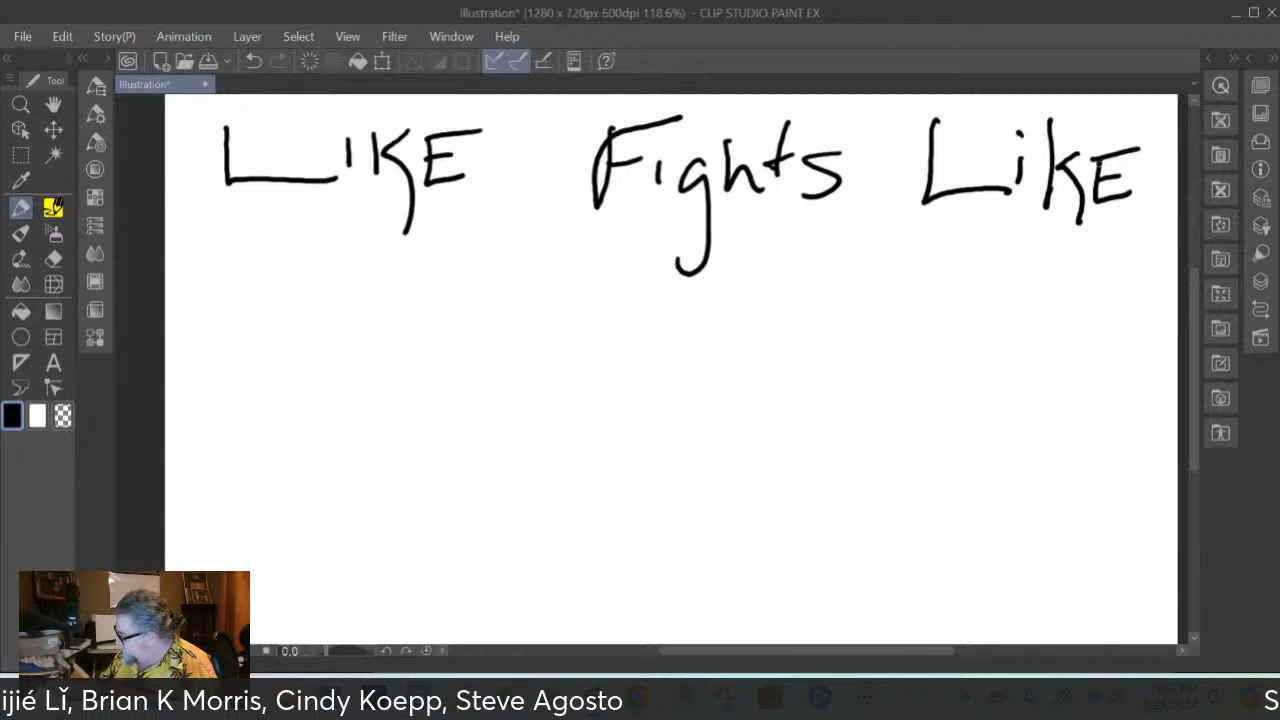 Illustration* (1280 x 720px 600dpi 118.6%) - CLIP STUDIO PAINT EX
File Edit Story(P) Animation Layer Select View Filter Window Help
Tool
Illustration*
LIKE Fights LikE
0.0
ijié Lǐ, Brian K Morris, Cindy Koepp, Steve Agosto S